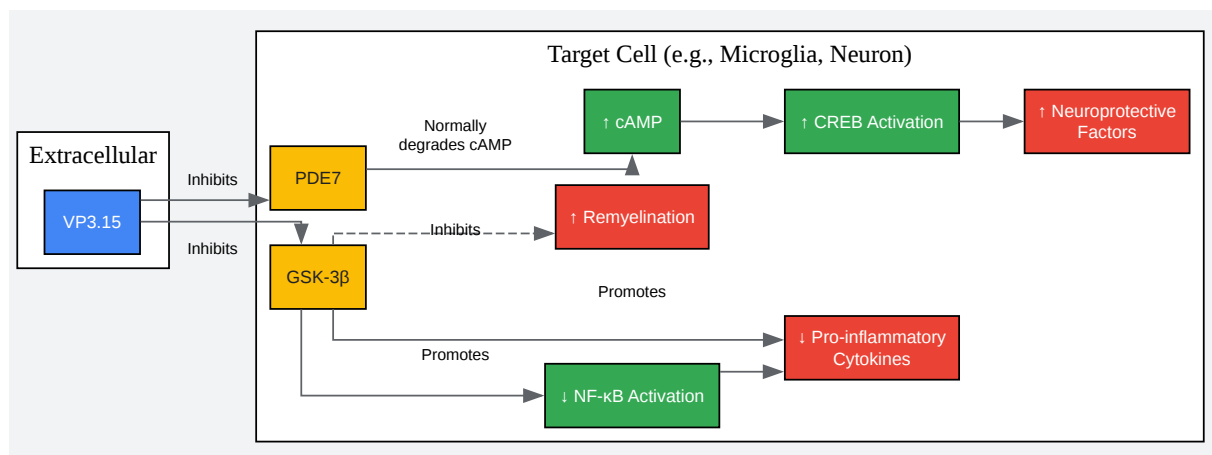 Target Cell (e.g., Microglia, Neuron)
Extracellular
VP3.15
Inhibits
Inhibits
PDE7
GSK-3β
Normally
degrades cAMP
↑ cAMP
↑ CREB Activation
↑ Neuroprotective
Factors
Inhibits
↑ Remyelination
Promotes
Promotes
↓ NF-κB Activation
↓ Pro-inflammatory
Cytokines